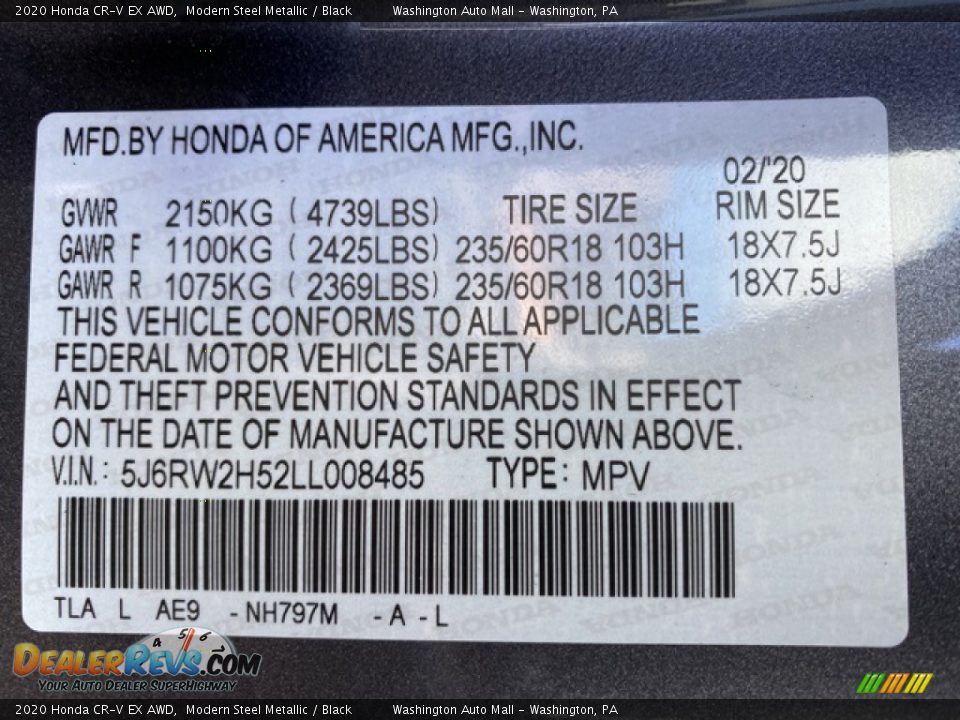 2020 Honda CR-V EX AWD, Modern Steel Metallic / Black Washington Auto Mall - Washington, PA
MFD.BY HONDA OF AMERICA MFG.,INC.
02/'20
GVWR 2150KG ( 4739LBS) TIRE SIZE RIM SIZE
GAWR F 1100KG ( 2425LBS) 235/60R18 103H 18X7.5J
GAWR R 1075KG ( 2369LBS) 235/60R18 103H 18X7.5J
THIS VEHICLE CONFORMS TO ALL APPLICABLE
FEDERAL MOTOR VEHICLE SAFETY
AND THEFT PREVENTION STANDARDS IN EFFECT
ON THE DATE OF MANUFACTURE SHOWN ABOVE.
V.I.N.: 5J6RW2H52LL008485 TYPE: MPV
TLA L AE9 - NH797M - A - L
4 5 6
DEALERREVS.COM
YOUR AUTO DEALER SUPERHIGHWAY
2020 Honda CR-V EX AWD, Modern Steel Metallic / Black Washington Auto Mall - Washington, PA